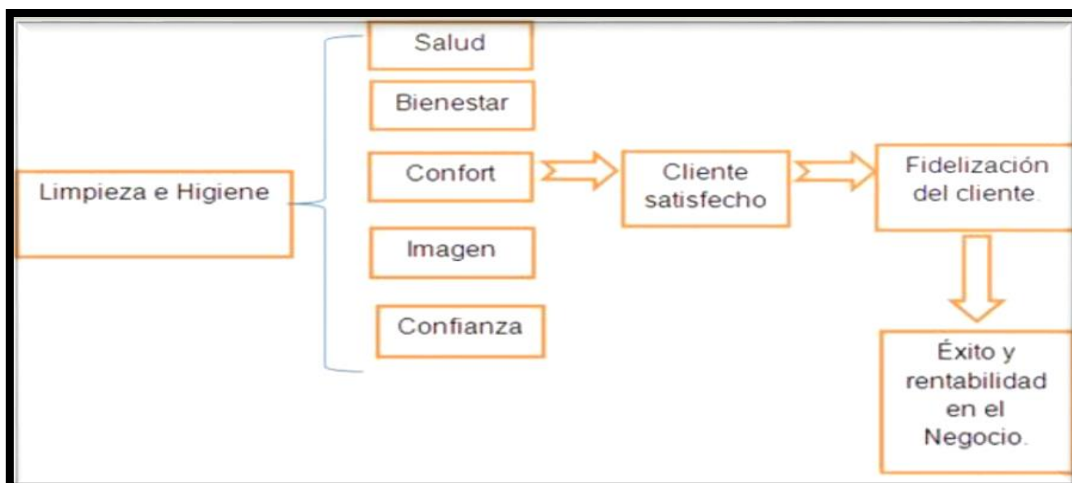 Limpieza e Higiene
Salud
Bienestar
Confort
Imagen
Confianza
Cliente
satisfecho
Fidelización
del cliente.
Éxito y
rentabilidad
en el
Negocio.